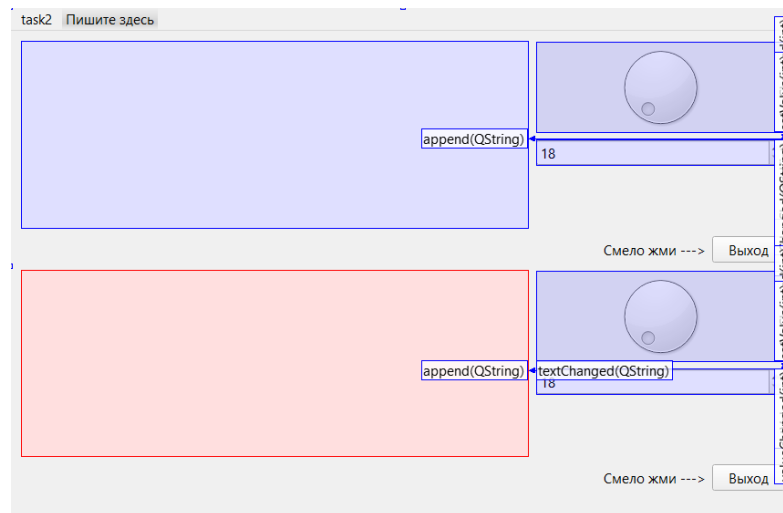 task2 Пишите здесь
append(QString)
18
Смело жми ---> Выход
append(QString) textChanged(QString)
18
Смело жми ---> Выход